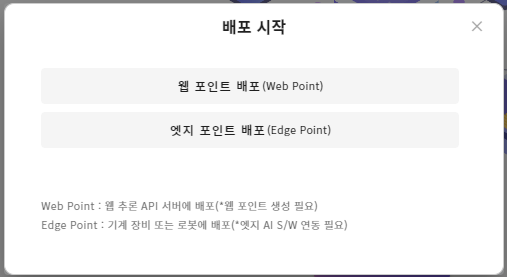 배포 시작
웹 포인트 배포(Web Point)
엣지 포인트 배포(Edge Point)
Web Point : 웹 추론 API 서버에 배포(*웹 포인트 생성 필요)
Edge Point : 기계 장비 또는 로봇에 배포(*엣지 AI S/W 연동 필요)